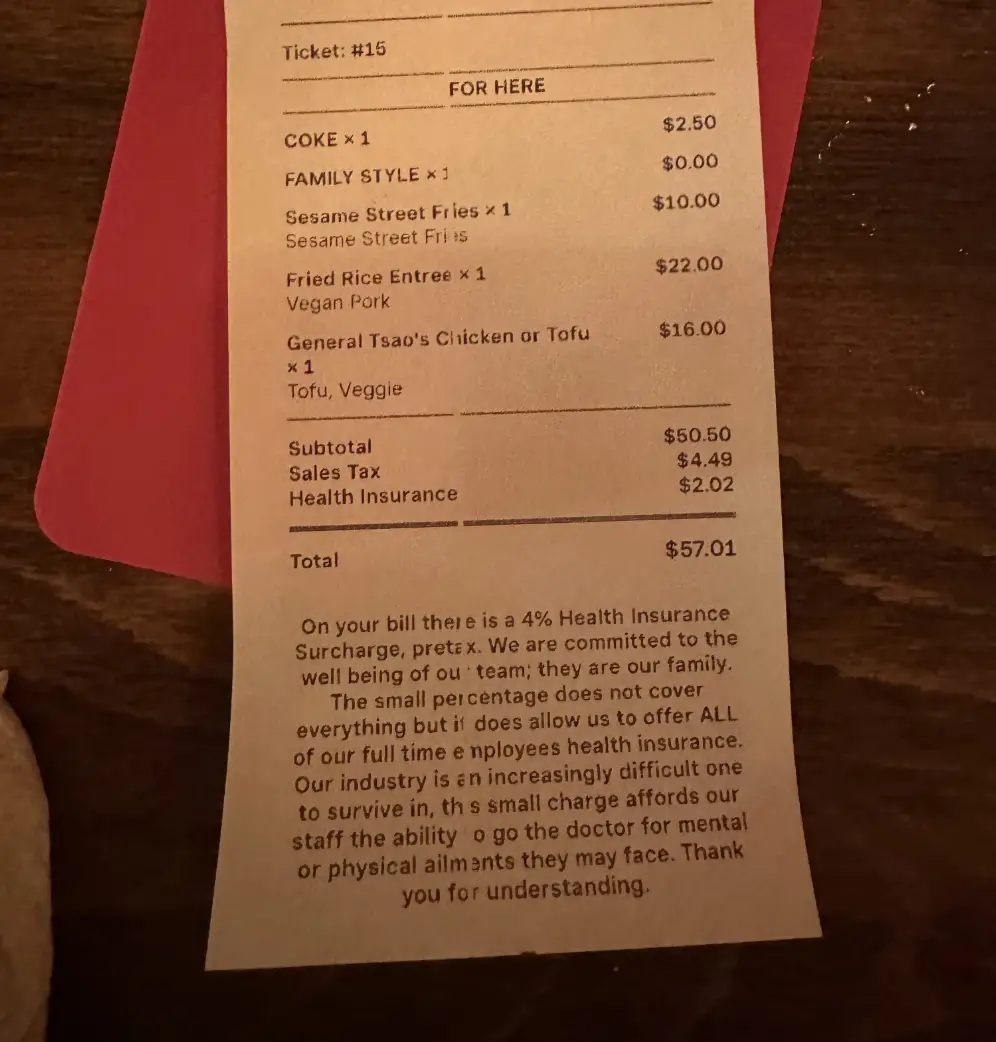 Ticket: #15
FOR HERE
COKE × 1 $2.50
FAMILY STYLE × 1 $0.00
Sesame Street Fries × 1 $10.00
Sesame Street Fries
Fried Rice Entree × 1 $22.00
Vegan Pork
General Tsao's Chicken or Tofu $16.00
× 1
Tofu, Veggie
Subtotal $50.50
Sales Tax $4.49
Health Insurance $2.02
Total $57.01
On your bill there is a 4% Health Insurance
Surcharge, pretax. We are committed to the
well being of our team; they are our family.
The small percentage does not cover
everything but it does allow us to offer ALL
of our full time employees health insurance.
Our industry is an increasingly difficult one
to survive in, this small charge affords our
staff the ability to go the doctor for mental
or physical ailments they may face. Thank
you for understanding.